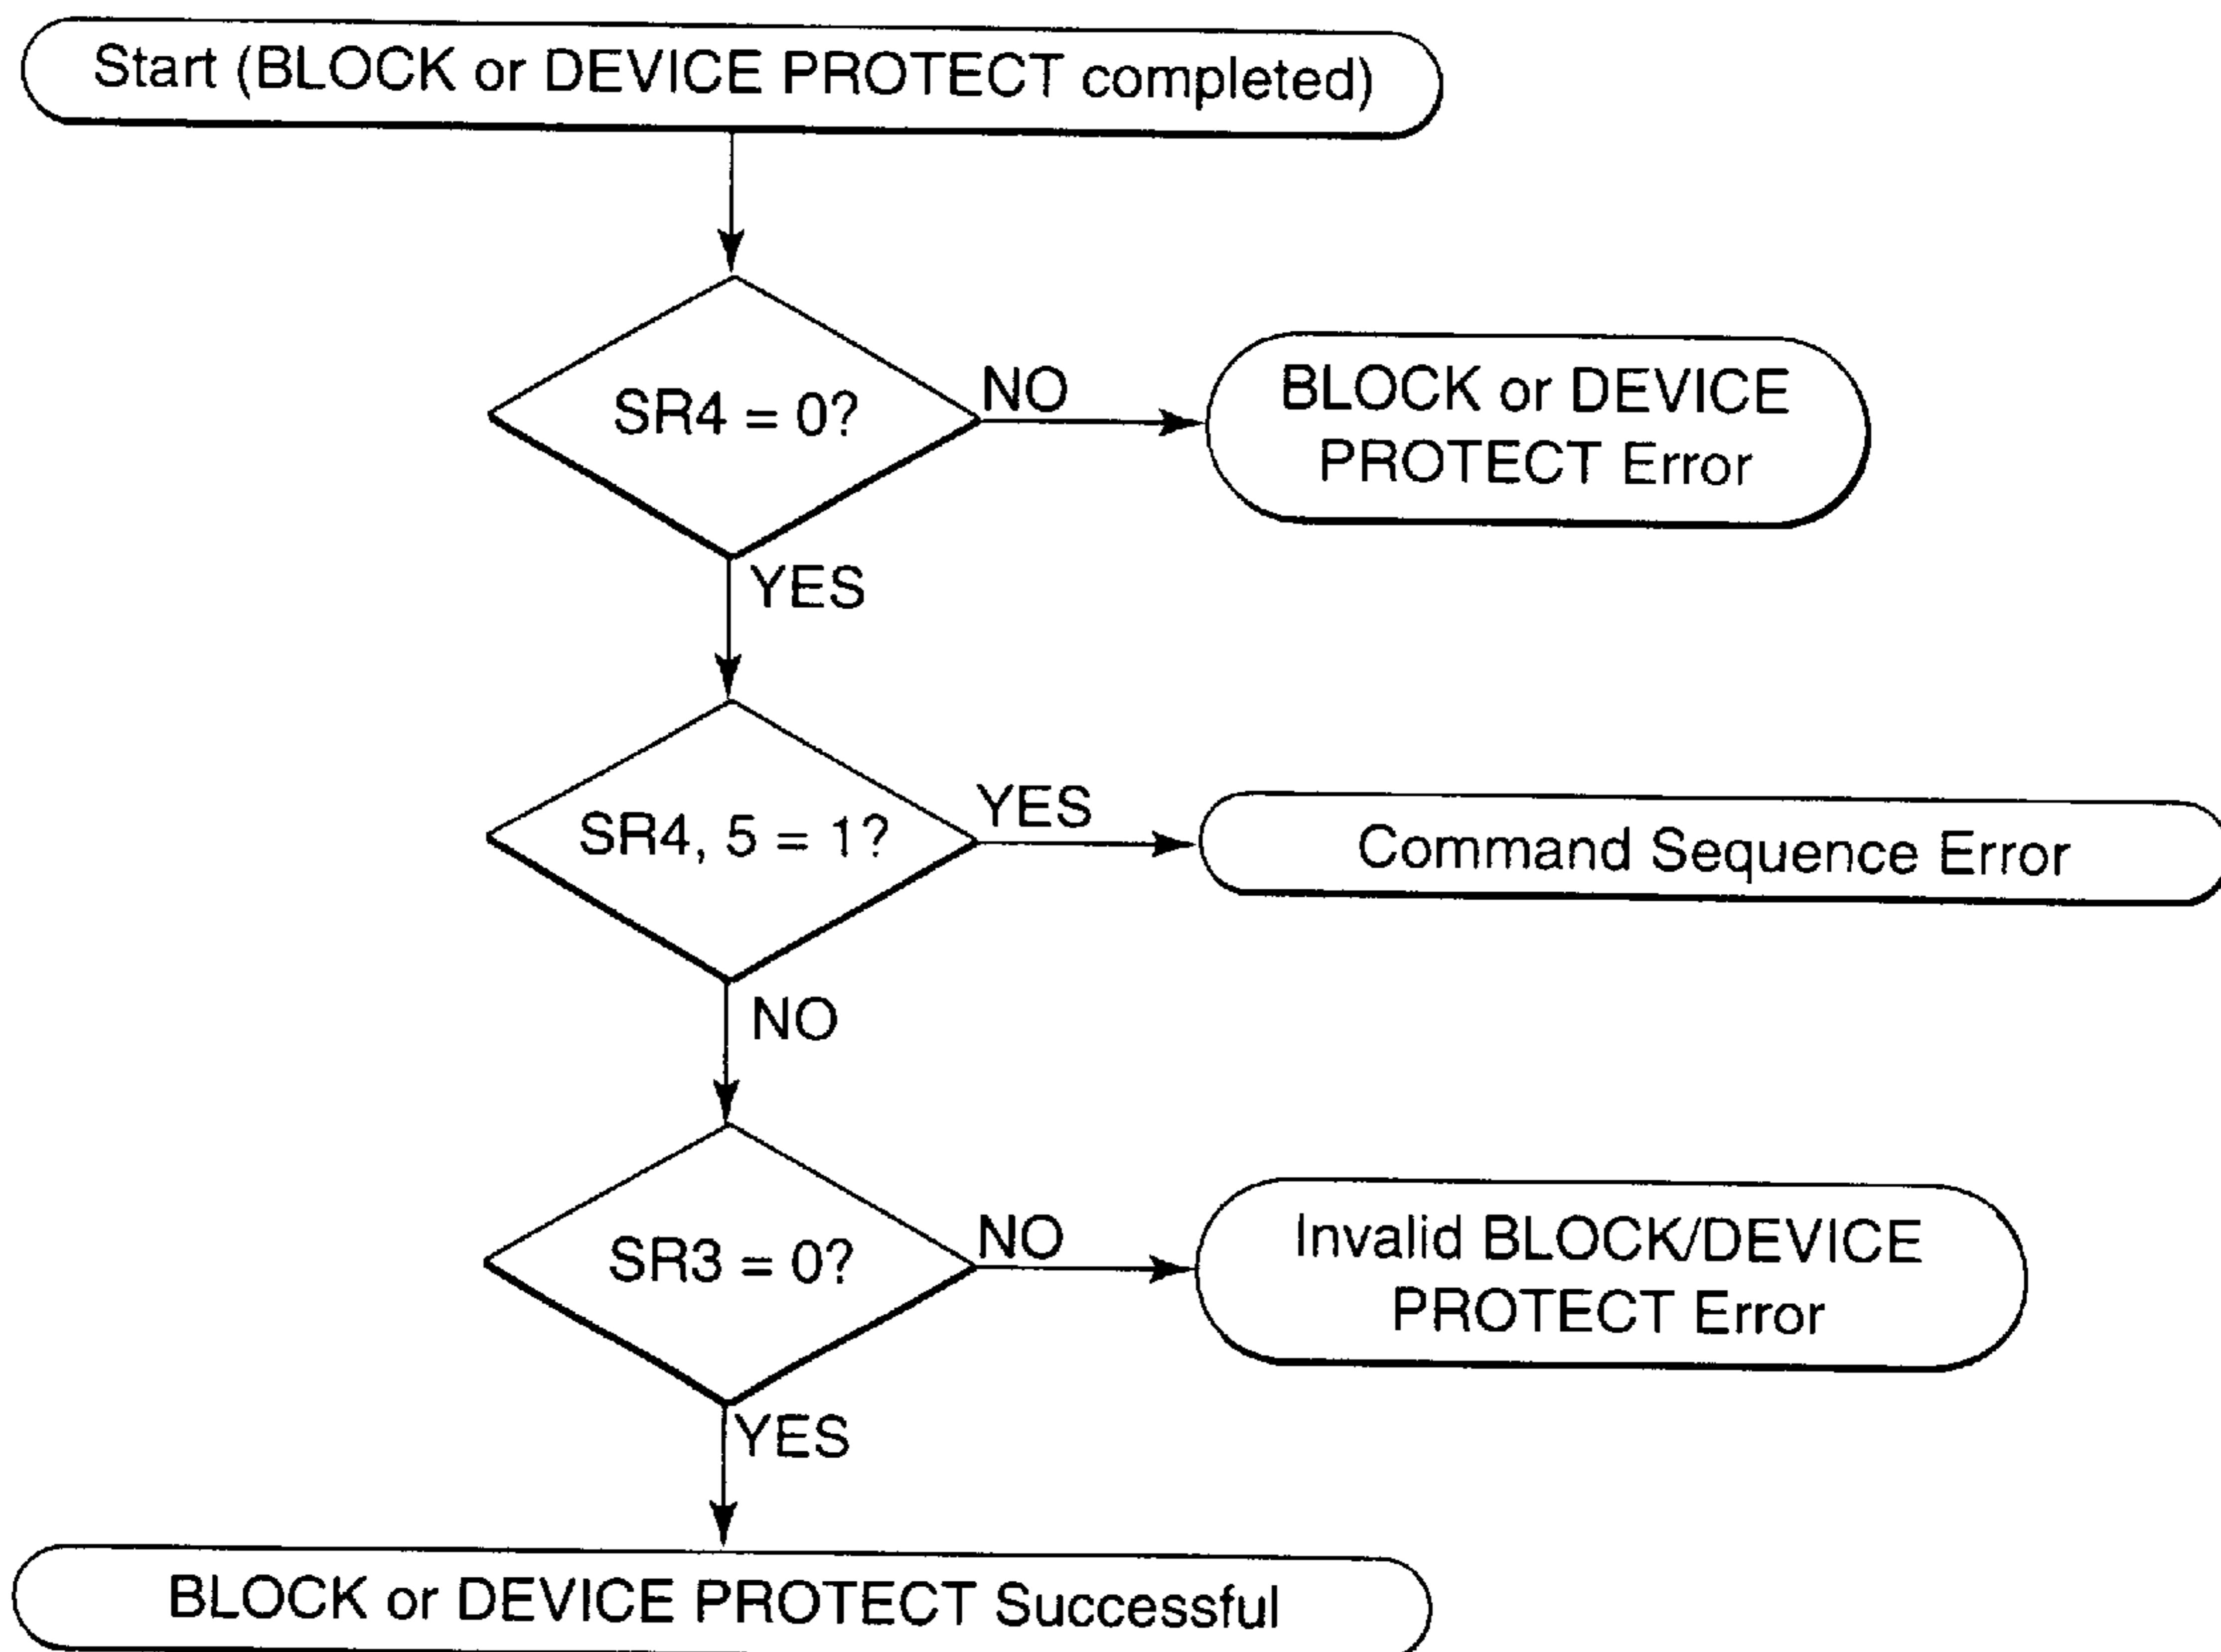 Start (BLOCK or DEVICE PROTECT completed)
SR4 = 0?
NO
BLOCK or DEVICE
PROTECT Error
YES
SR4, 5 = 1?
YES
Command Sequence Error
NO
SR3 = 0?
NO
Invalid BLOCK/DEVICE
PROTECT Error
YES
BLOCK or DEVICE PROTECT Successful